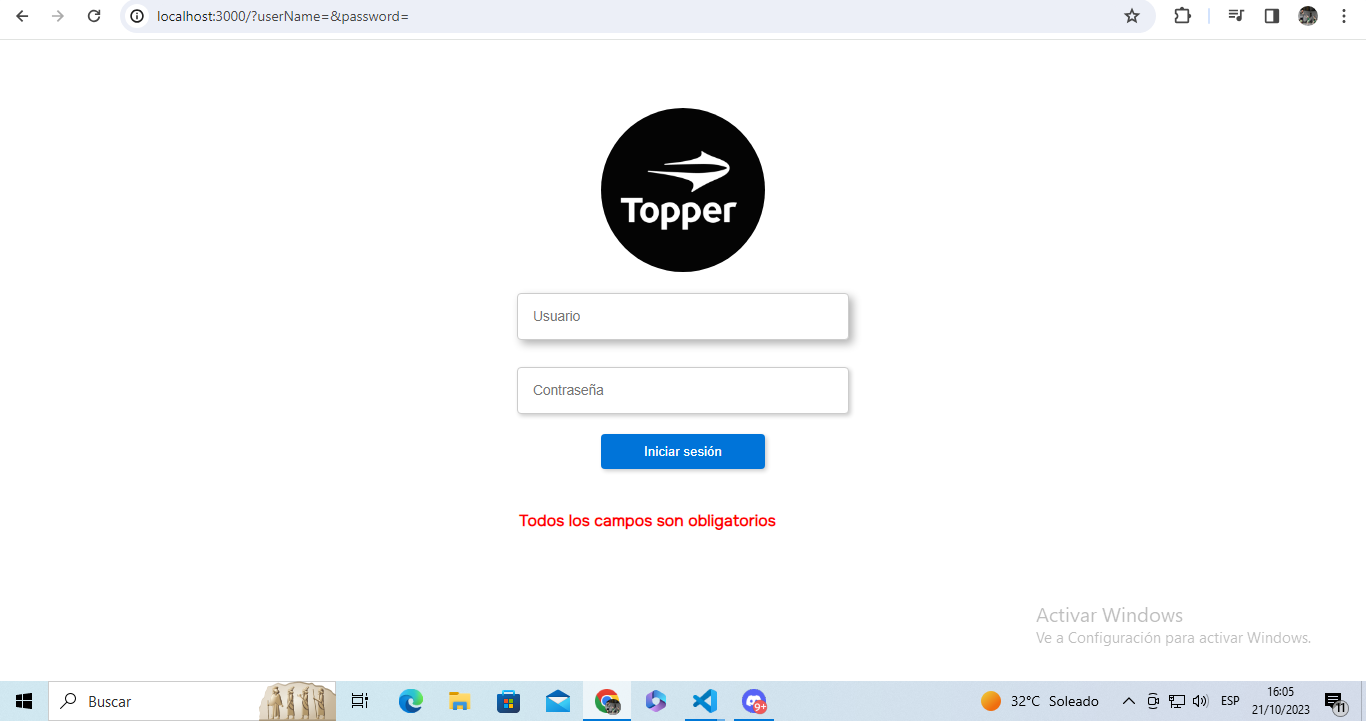 localhost:3000/?userName=&password=
Topper
Usuario
Contraseña
Iniciar sesión
Todos los campos son obligatorios
Activar Windows
Ve a Configuración para activar Windows.
Buscar
9+
32°C Soleado
ESP
16:05
21/10/2023
11